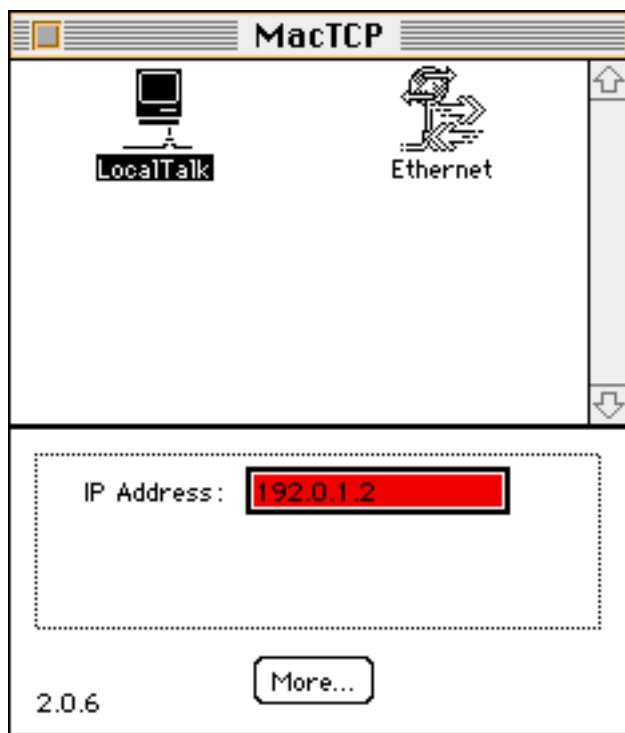 MacTCP
LocalTalk
Ethernet
IP Address:
192.0.1.2
More...
2.0.6